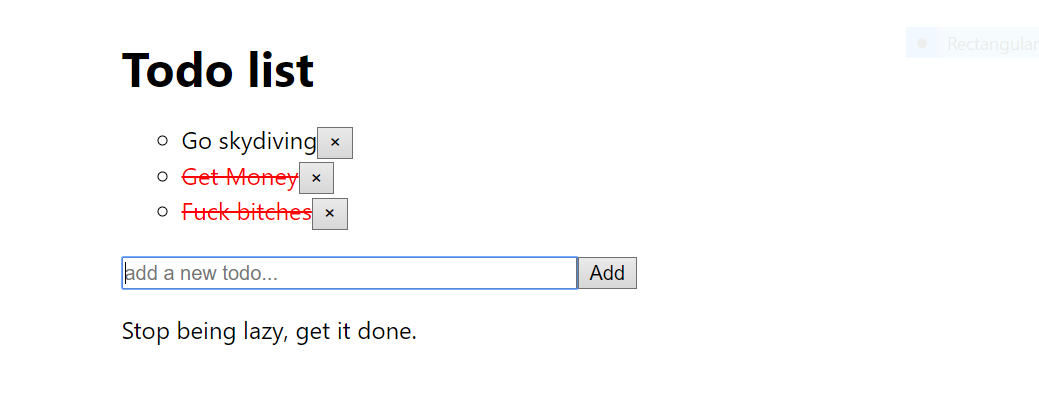 Rectangular
Todo list
Go skydiving ×
Get Money ×
Fuck bitches ×
add a new todo... Add
Stop being lazy, get it done.